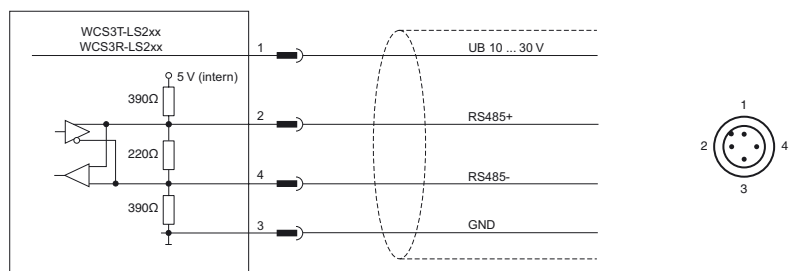 WCS3T-LS2xx
WCS3R-LS2xx
1
UB 10 ... 30 V
5 V (intern)
390Ω
2
RS485+
220Ω
4
RS485-
390Ω
3
GND
1
2
4
3